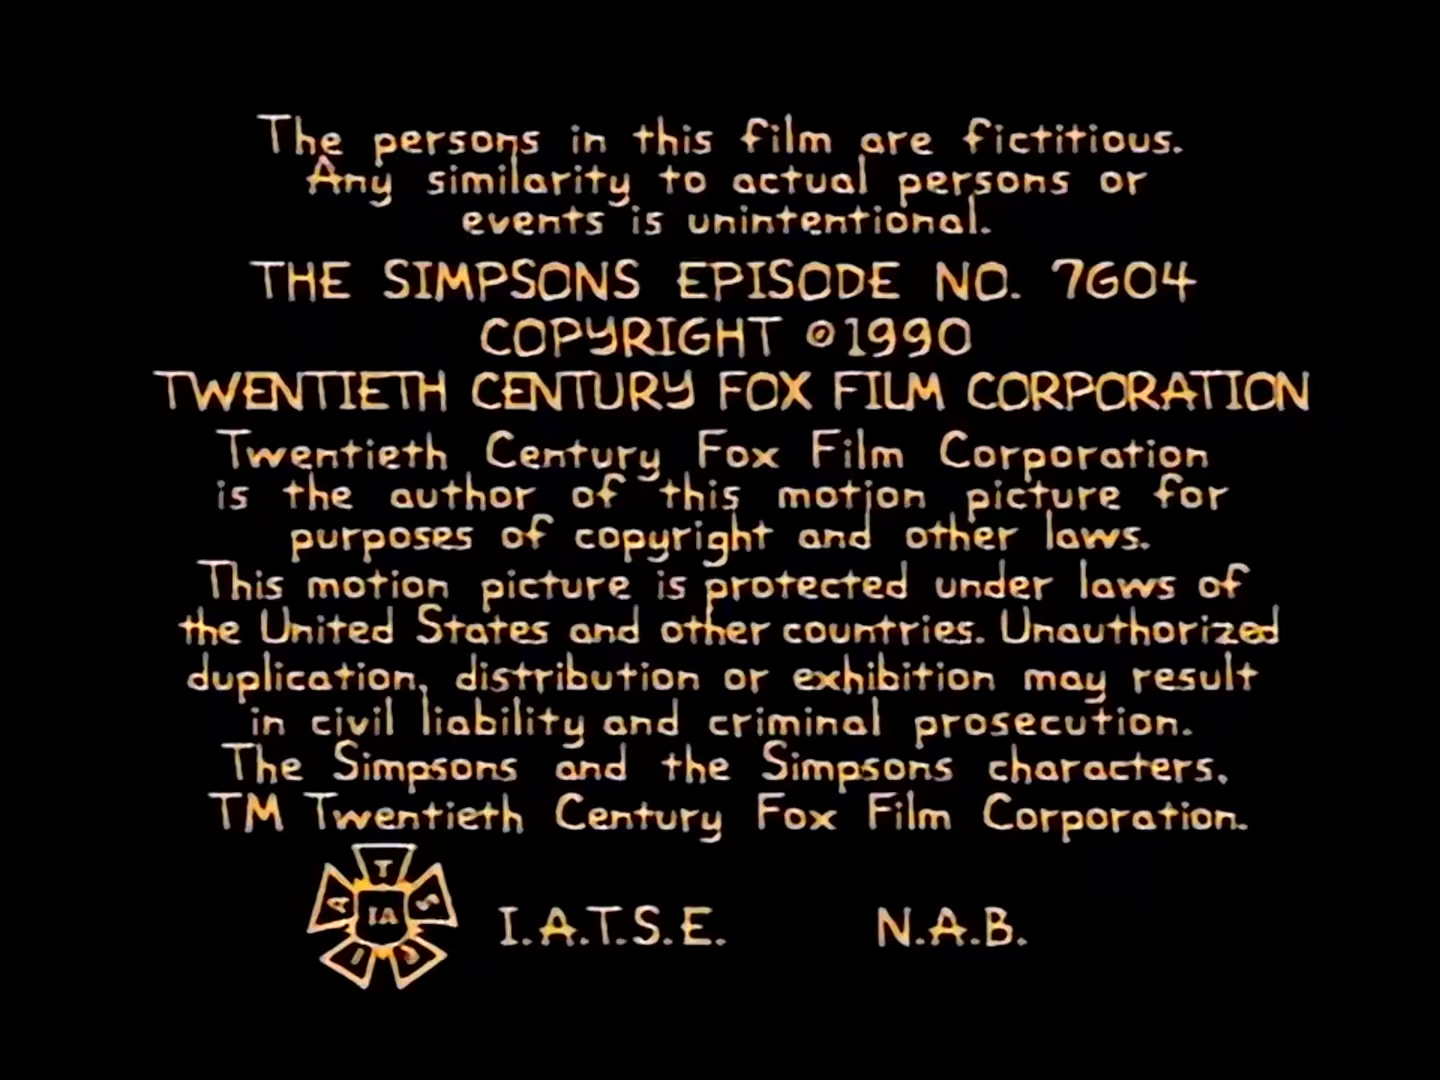 The persons in this film are fictitious.
Any similarity to actual persons or
events is unintentional.
THE SIMPSONS EPISODE NO. 7G04
COPYRIGHT ©1990
TWENTIETH CENTURY FOX FILM CORPORATION
Twentieth Century Fox Film Corporation
is the author of this motion picture for
purposes of copyright and other laws.
This motion picture is protected under laws of
the United States and other countries. Unauthorized
duplication, distribution or exhibition may result
in civil liability and criminal prosecution.
The Simpsons and the Simpsons characters.
TM Twentieth Century Fox Film Corporation.
I.A.T.S.E. N.A.B.
T
A IA S